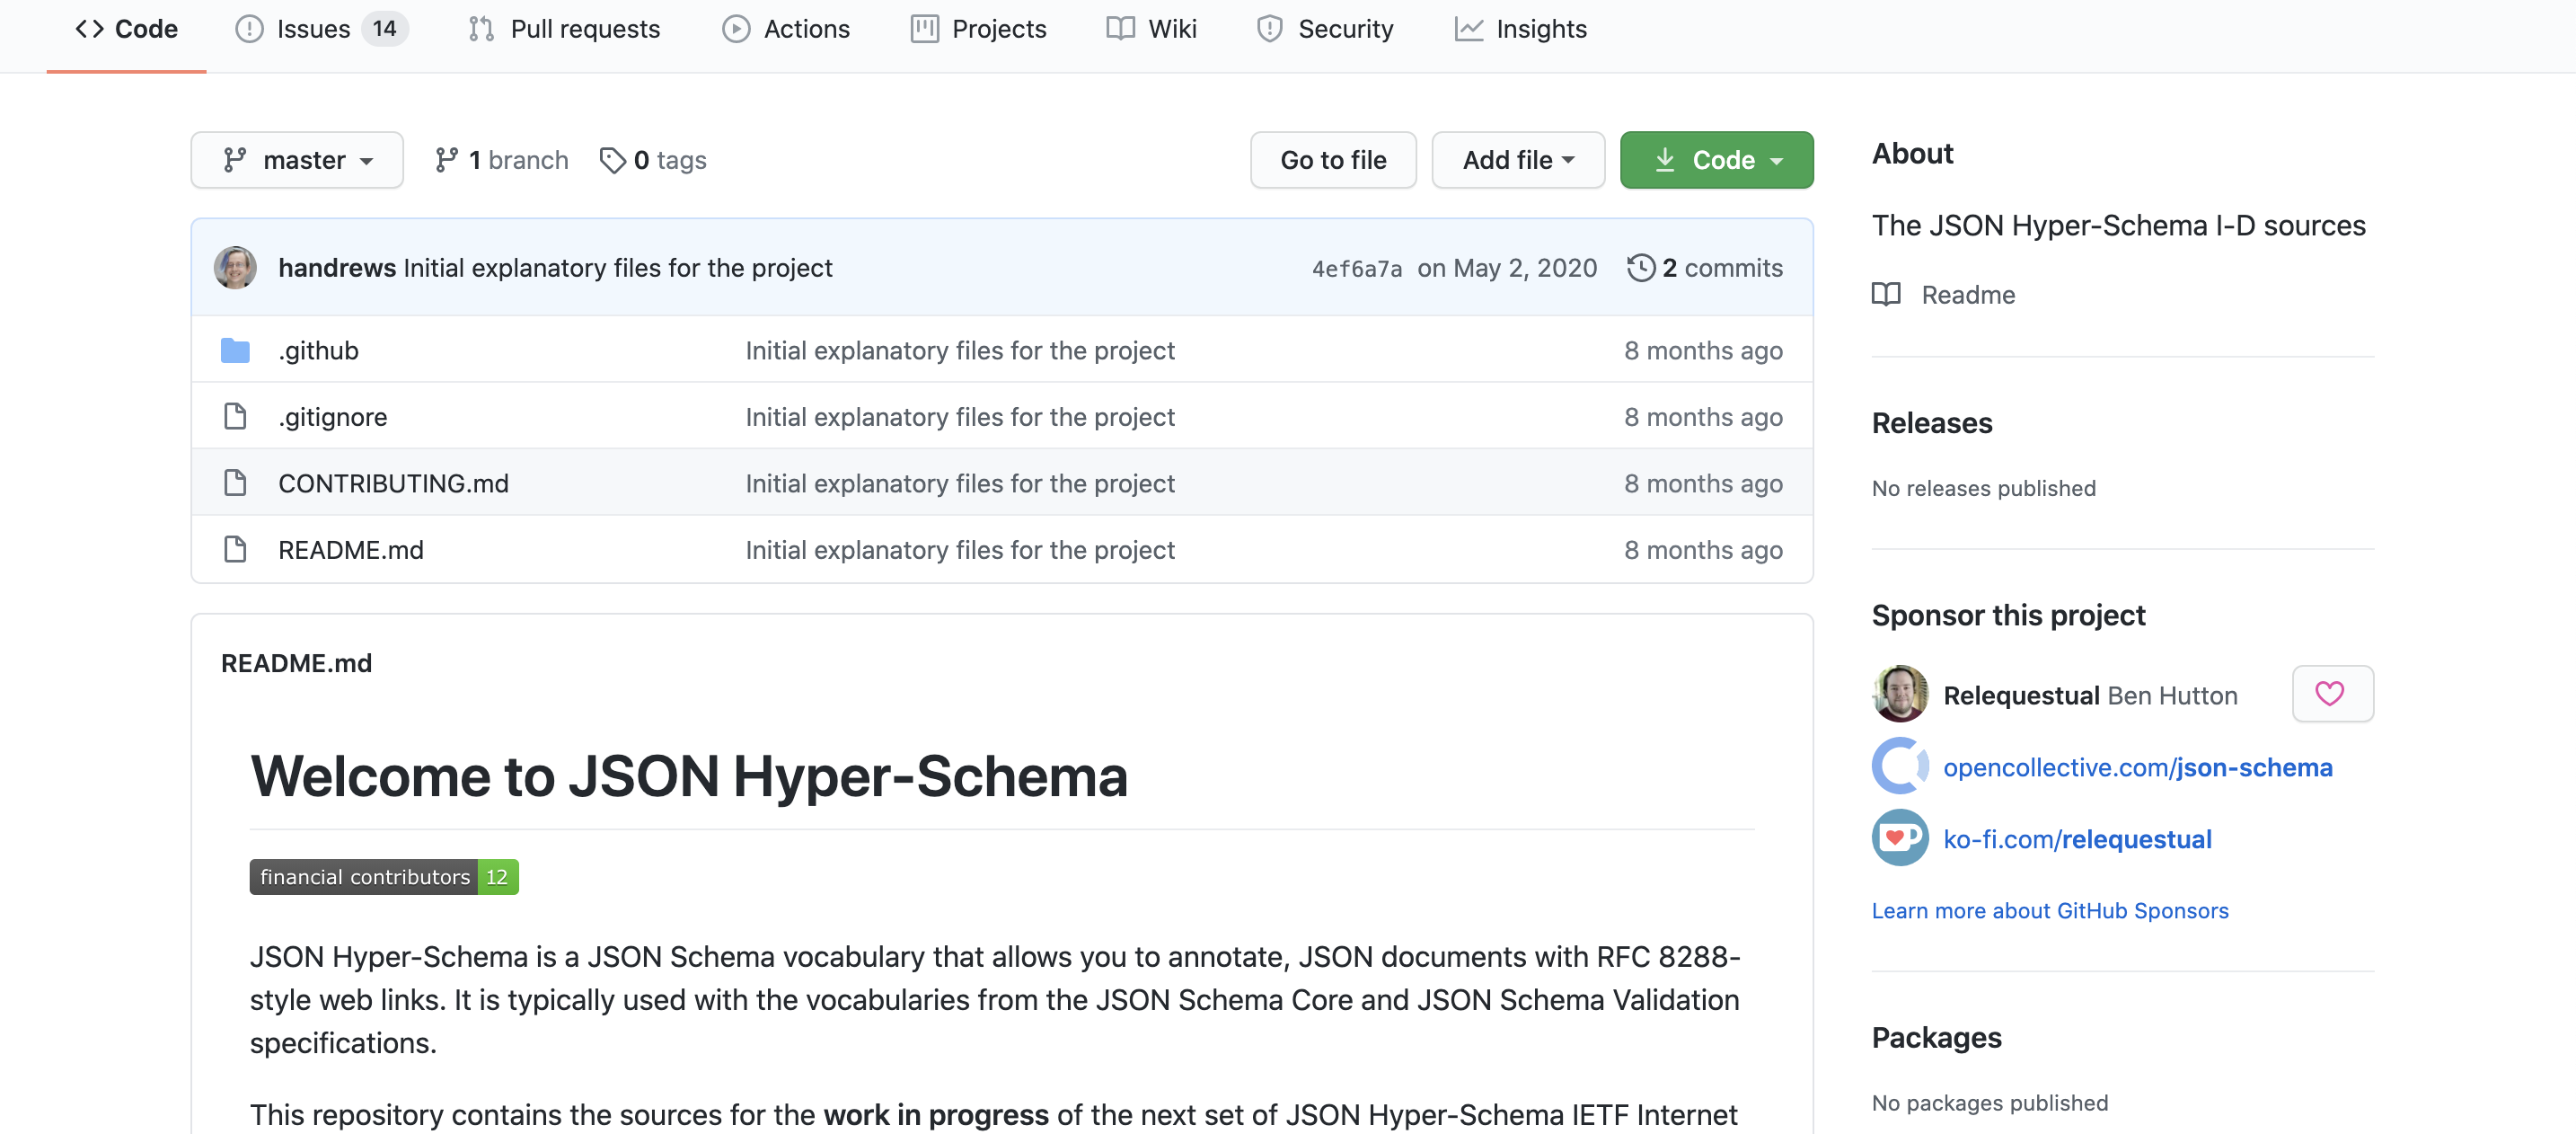 Code Issues 14 Pull requests Actions Projects Wiki Security Insights
master 1 branch 0 tags Go to file Add file Code
handrews Initial explanatory files for the project 4ef6a7a on May 2, 2020 2 commits
.github Initial explanatory files for the project 8 months ago
.gitignore Initial explanatory files for the project 8 months ago
CONTRIBUTING.md Initial explanatory files for the project 8 months ago
README.md Initial explanatory files for the project 8 months ago
README.md
Welcome to JSON Hyper-Schema
financial contributors 12
JSON Hyper-Schema is a JSON Schema vocabulary that allows you to annotate, JSON documents with RFC 8288-
style web links. It is typically used with the vocabularies from the JSON Schema Core and JSON Schema Validation
specifications.
This repository contains the sources for the work in progress of the next set of JSON Hyper-Schema IETF Internet
About
The JSON Hyper-Schema I-D sources
Readme
Releases
No releases published
Sponsor this project
Relequestual Ben Hutton
opencollective.com/json-schema
ko-fi.com/relequestual
Learn more about GitHub Sponsors
Packages
No packages published